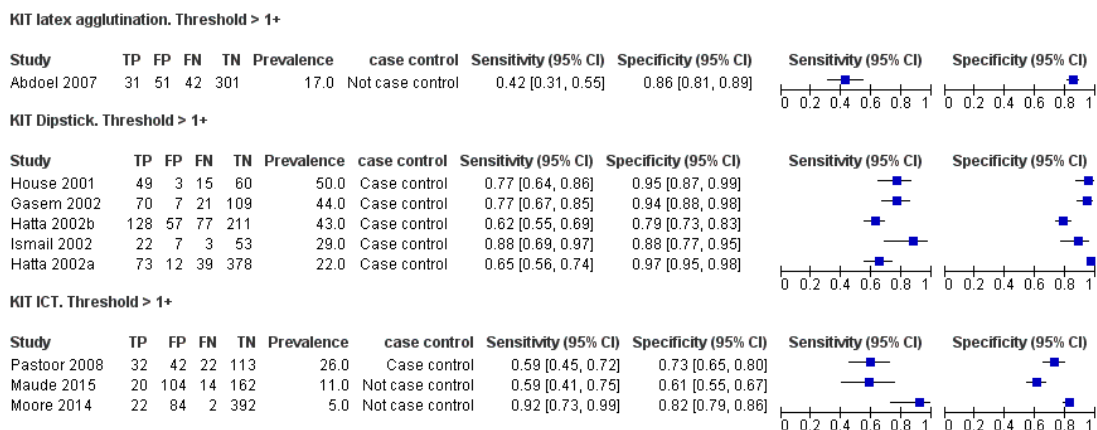 KIT latex agglutination. Threshold > 1+
Study TP FP FN TN Prevalence case control Sensitivity (95% CI) Specificity (95% CI) Sensitivity (95% CI) Specificity (95% CI)
Abdoel 2007 31 51 42 301 17.0 Not case control 0.42 [0.31, 0.55] 0.86 [0.81, 0.89]
0 0.2 0.4 0.6 0.8 1 0 0.2 0.4 0.6 0.8 1
KIT Dipstick. Threshold > 1+
Study TP FP FN TN Prevalence case control Sensitivity (95% CI) Specificity (95% CI) Sensitivity (95% CI) Specificity (95% CI)
House 2001 49 3 15 60 50.0 Case control 0.77 [0.64, 0.86] 0.95 [0.87, 0.99]
Gasem 2002 70 7 21 109 44.0 Case control 0.77 [0.67, 0.85] 0.94 [0.88, 0.98]
Hatta 2002b 128 57 77 211 43.0 Case control 0.62 [0.55, 0.69] 0.79 [0.73, 0.83]
Ismail 2002 22 7 3 53 29.0 Case control 0.88 [0.69, 0.97] 0.88 [0.77, 0.95]
Hatta 2002a 73 12 39 378 22.0 Case control 0.65 [0.56, 0.74] 0.97 [0.95, 0.98]
0 0.2 0.4 0.6 0.8 1 0 0.2 0.4 0.6 0.8 1
KIT ICT. Threshold > 1+
Study TP FP FN TN Prevalence case control Sensitivity (95% CI) Specificity (95% CI) Sensitivity (95% CI) Specificity (95% CI)
Pastoor 2008 32 42 22 113 26.0 Case control 0.59 [0.45, 0.72] 0.73 [0.65, 0.80]
Maude 2015 20 104 14 162 11.0 Not case control 0.59 [0.41, 0.75] 0.61 [0.55, 0.67]
Moore 2014 22 84 2 392 5.0 Not case control 0.92 [0.73, 0.99] 0.82 [0.79, 0.86]
0 0.2 0.4 0.6 0.8 1 0 0.2 0.4 0.6 0.8 1